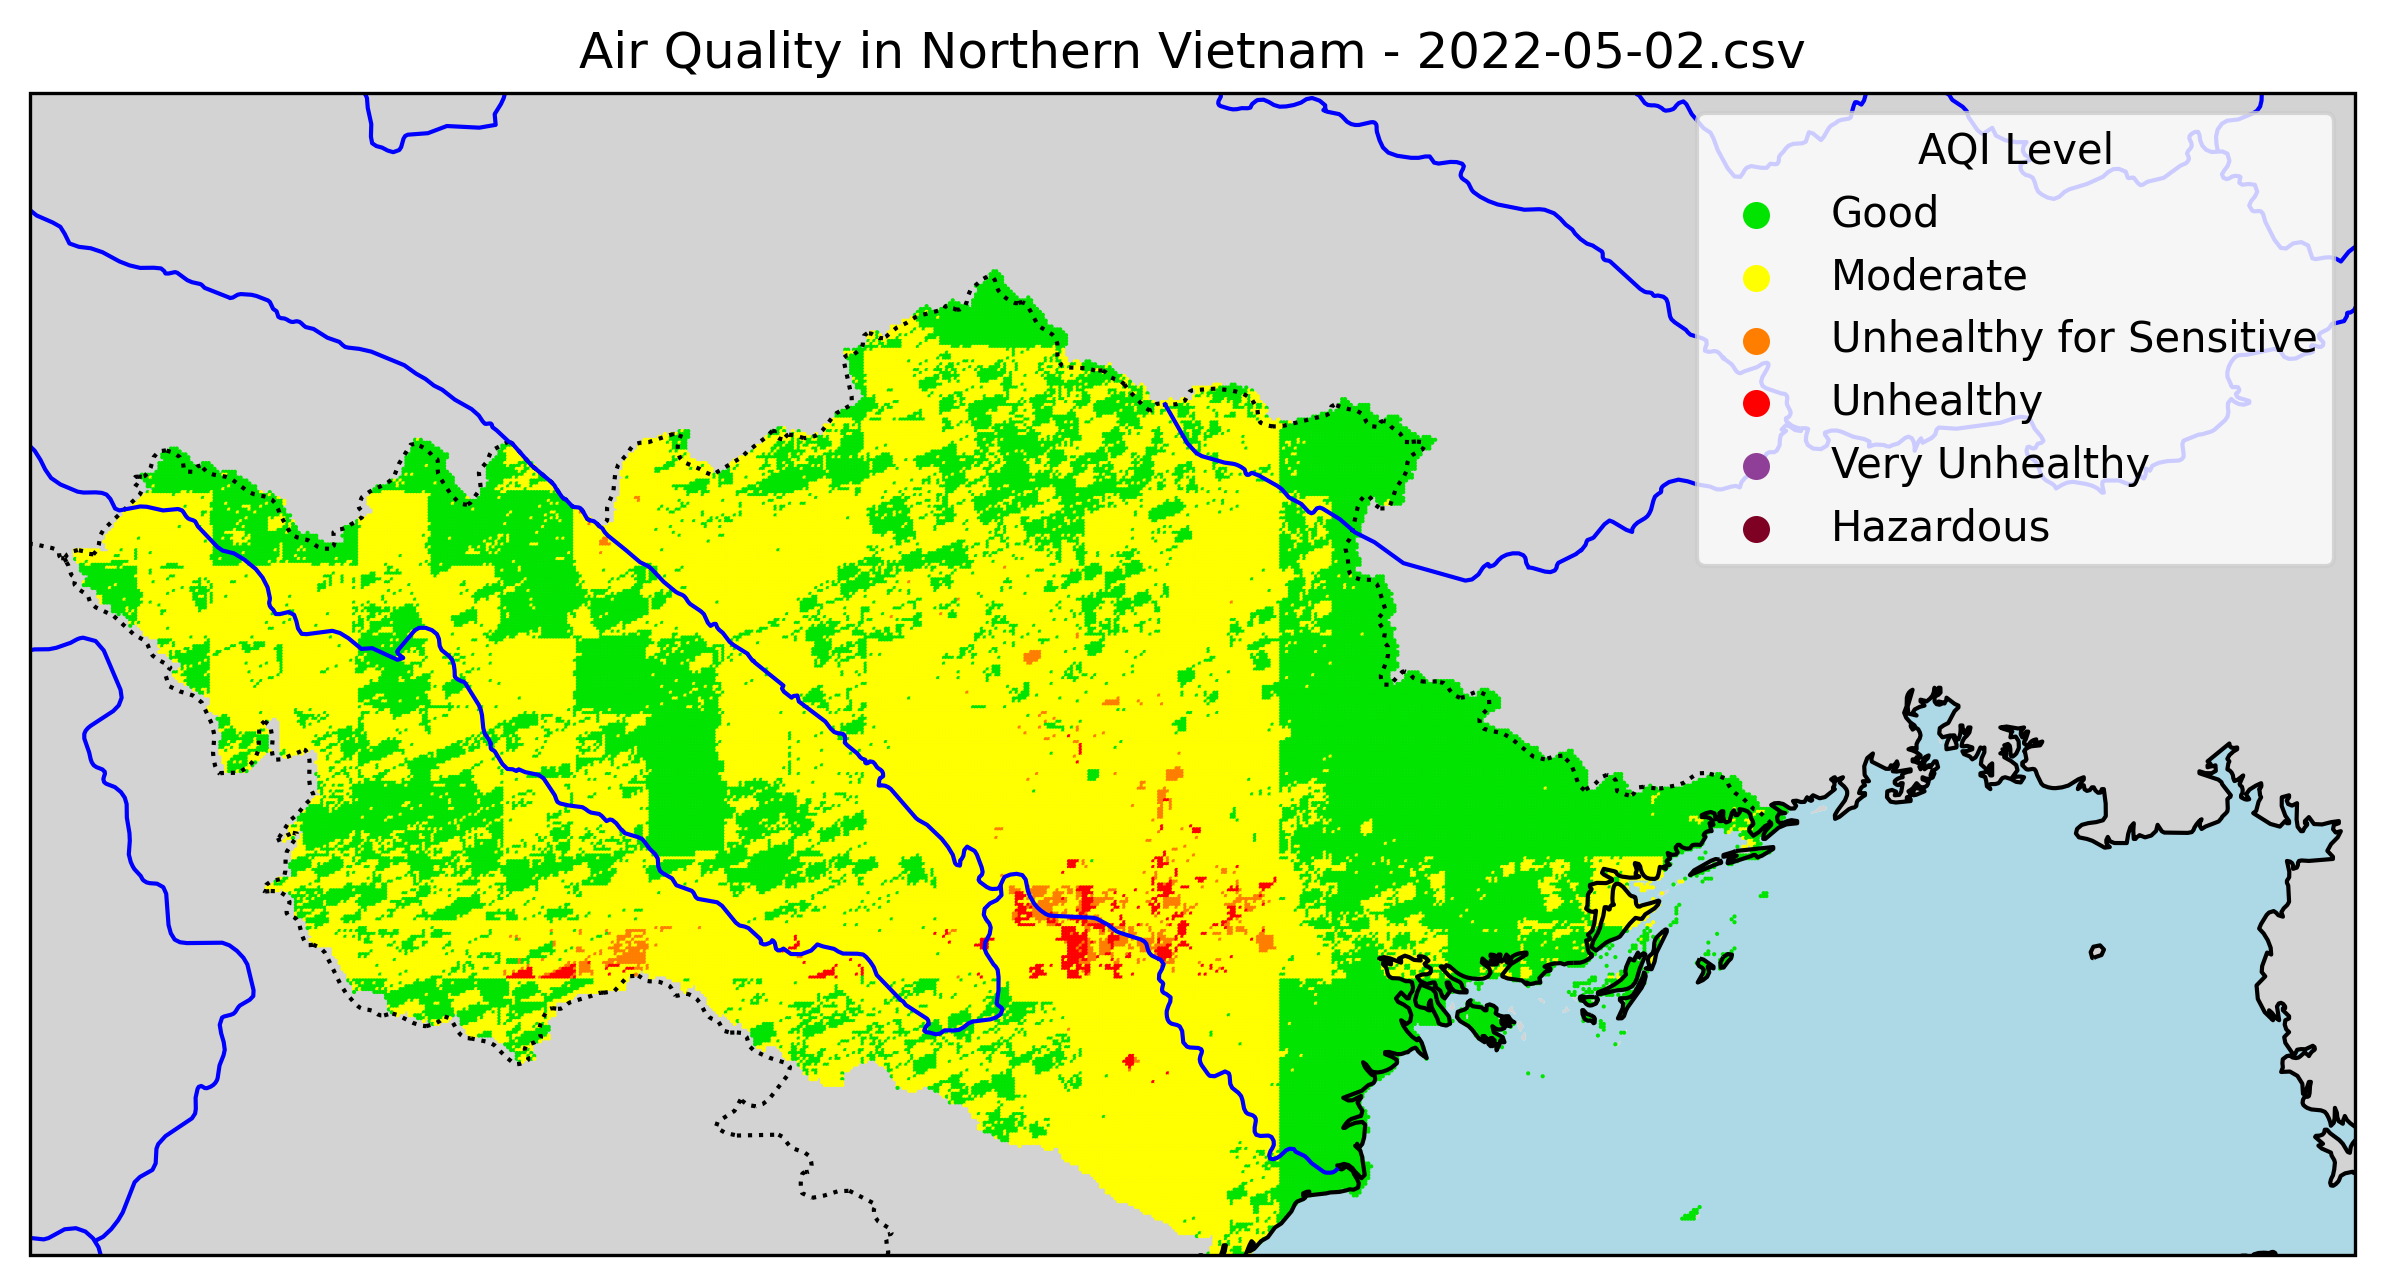 Air Quality in Northern Vietnam - 2022-05-02.csv
AQI Level
Good
Moderate
Unhealthy for Sensitive
Unhealthy
Very Unhealthy
Hazardous